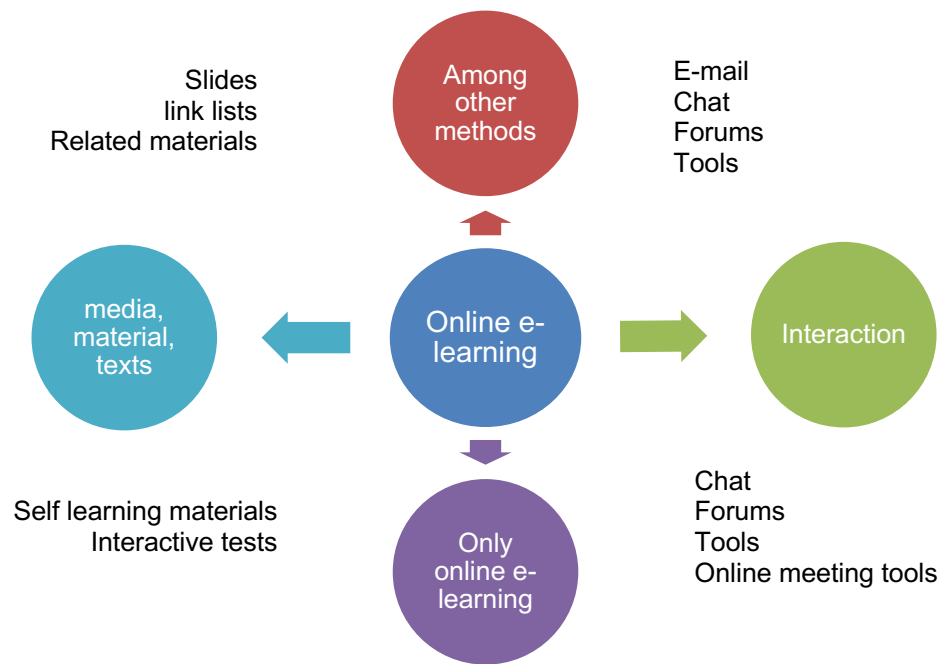 Slides
link lists
Related materials
Among
other
methods
E-mail
Chat
Forums
Tools
media,
material,
texts
Online e-
learning
Interaction
Self learning materials
Interactive tests
Only
online e-
learning
Chat
Forums
Tools
Online meeting tools